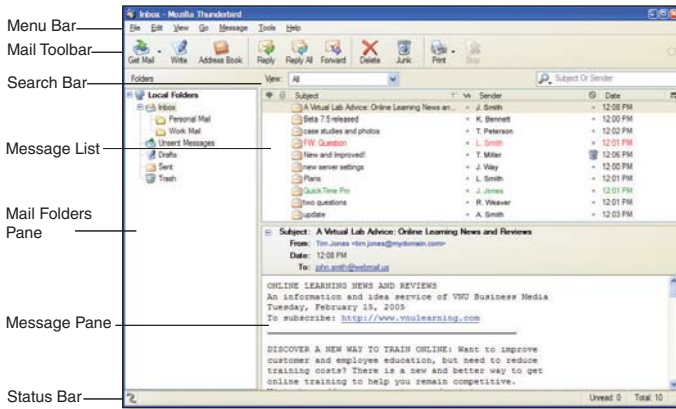 Inbox - Mozilla Thunderbird
Menu Bar
File Edit View Go Message Tools Help
Mail Toolbar
Get Mail Write Address Book Reply Reply All Forward Delete Junk Print Stop
Search Bar
Folders
View: All
Subject Or Sender
Local Folders
Inbox
Personal Mail
Work Mail
Unsent Messages
Drafts
Sent
Trash
Subject Sender Date
A Virtual Lab Advice: Online Learning News an... J. Smith 12:08 PM
Beta 7.5 released K. Bennett 12:00 PM
case studies and photos T. Peterson 12:02 PM
FW: Question L. Smith 12:01 PM
New and Improved! T. Miller 12:06 PM
new server settings J. Way 12:00 PM
Plans L. Smith 12:01 PM
QuickTime Pro J. Jones 12:01 PM
two questions R. Weaver 12:01 PM
update A. Smith 12:03 PM
Message List
Mail Folders
Pane
Subject: A Virtual Lab Advice: Online Learning News and Reviews
From: Tim Jones <tim.jones@mydomain.com>
Date: 12:08 PM
To: john.smith@webmail.us
Message Pane
ONLINE LEARNING NEWS AND REVIEWS
An information and idea service of VNU Business Media
Tuesday, February 15, 2005
To subscribe: http://www.vnulearning.com
DISCOVER A NEW WAY TO TRAIN ONLINE: Want to improve
customer and employee education, but need to reduce
training costs? There is a new and better way to get
online training to help you remain competitive.
Status Bar
Unread: 0 Total: 10